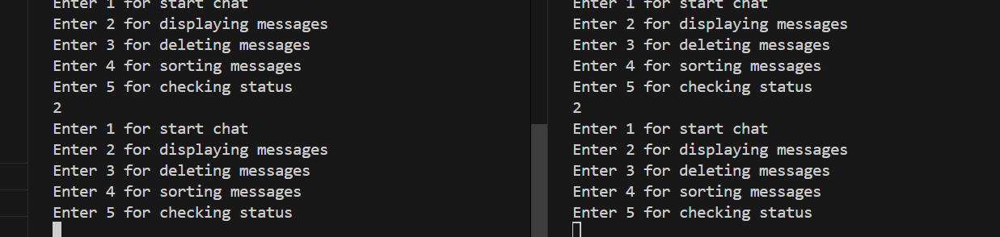 Enter 1 for start chat
Enter 2 for displaying messages
Enter 3 for deleting messages
Enter 4 for sorting messages
Enter 5 for checking status
2
Enter 1 for start chat
Enter 2 for displaying messages
Enter 3 for deleting messages
Enter 4 for sorting messages
Enter 5 for checking status
Enter 1 for start chat
Enter 2 for displaying messages
Enter 3 for deleting messages
Enter 4 for sorting messages
Enter 5 for checking status
2
Enter 1 for start chat
Enter 2 for displaying messages
Enter 3 for deleting messages
Enter 4 for sorting messages
Enter 5 for checking status